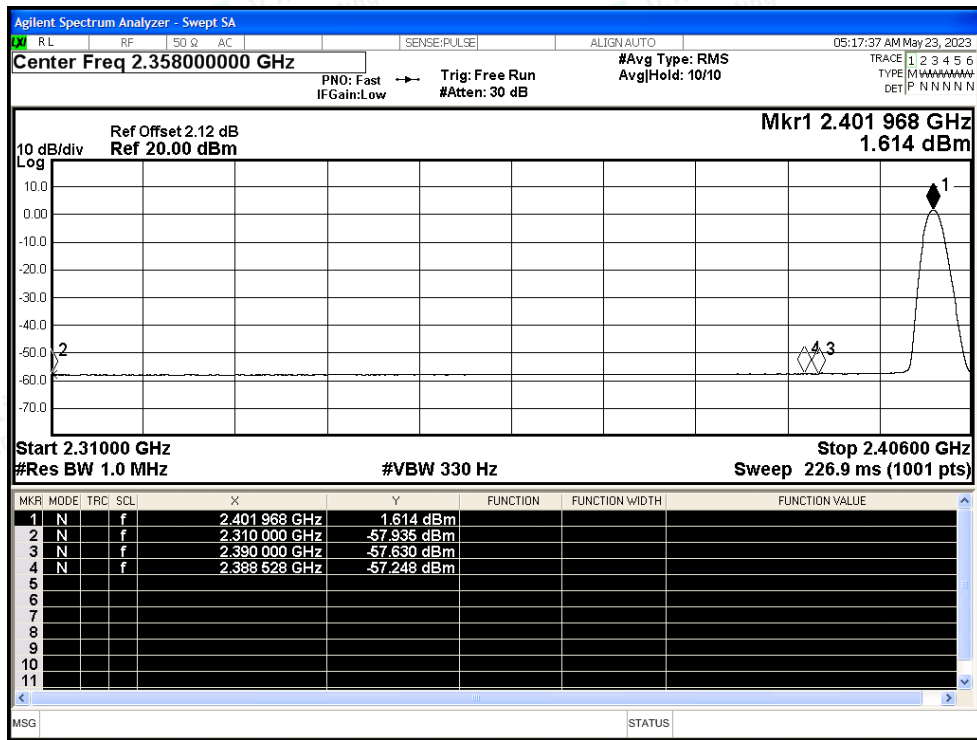 Agilent Spectrum Analyzer - Swept SA
LXI RL RF 50 Ω AC SENSE:PULSE ALIGN AUTO 05:17:37 AM May 23, 2023
Center Freq 2.358000000 GHz #Avg Type: RMS TRACE 1 2 3 4 5 6
PNO: Fast Trig: Free Run Avg|Hold: 10/10 TYPE M WWWWW
IFGain:Low #Atten: 30 dB DET P N N N N N
Mkr1 2.401 968 GHz
Ref Offset 2.12 dB
10 dB/div Ref 20.00 dBm 1.614 dBm
Log
10.0
1
0.00
-10.0
-20.0
-30.0
-40.0
-50.0
2 4 3
-60.0
-70.0
Start 2.31000 GHz Stop 2.40600 GHz
#Res BW 1.0 MHz #VBW 330 Hz Sweep 226.9 ms (1001 pts)
MKR MODE TRC SCL X Y FUNCTION FUNCTION WIDTH FUNCTION VALUE
1 N f 2.401 968 GHz 1.614 dBm
2 N f 2.310 000 GHz -57.935 dBm
3 N f 2.390 000 GHz -57.630 dBm
4 N f 2.388 528 GHz -57.248 dBm
5
6
7
8
9
10
11
MSG STATUS